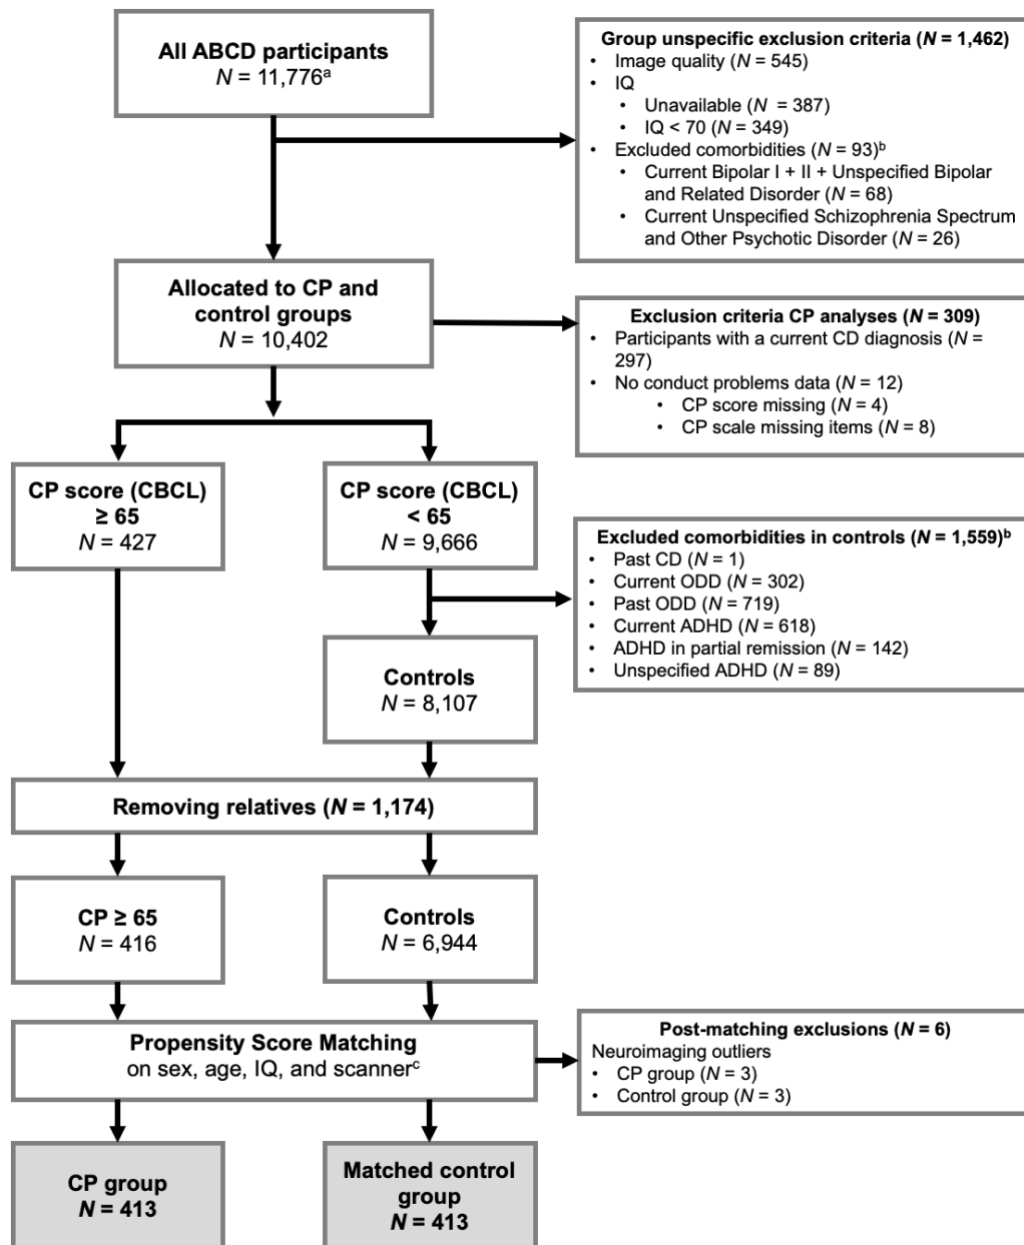 All ABCD participants
N = 11,776ᵃ
Group unspecific exclusion criteria (N = 1,462)
• Image quality (N = 545)
• IQ
• Unavailable (N = 387)
• IQ < 70 (N = 349)
• Excluded comorbidities (N = 93)ᵇ
• Current Bipolar I + II + Unspecified Bipolar
and Related Disorder (N = 68)
• Current Unspecified Schizophrenia Spectrum
and Other Psychotic Disorder (N = 26)
Allocated to CP and
control groups
N = 10,402
Exclusion criteria CP analyses (N = 309)
• Participants with a current CD diagnosis (N =
297)
• No conduct problems data (N = 12)
• CP score missing (N = 4)
• CP scale missing items (N = 8)
CP score (CBCL)
≥ 65
N = 427
CP score (CBCL)
< 65
N = 9,666
Excluded comorbidities in controls (N = 1,559)ᵇ
• Past CD (N = 1)
• Current ODD (N = 302)
• Past ODD (N = 719)
• Current ADHD (N = 618)
• ADHD in partial remission (N = 142)
• Unspecified ADHD (N = 89)
Controls
N = 8,107
Removing relatives (N = 1,174)
CP ≥ 65
N = 416
Controls
N = 6,944
Propensity Score Matching
on sex, age, IQ, and scannerᶜ
Post-matching exclusions (N = 6)
Neuroimaging outliers
• CP group (N = 3)
• Control group (N = 3)
CP group
N = 413
Matched control
group
N = 413